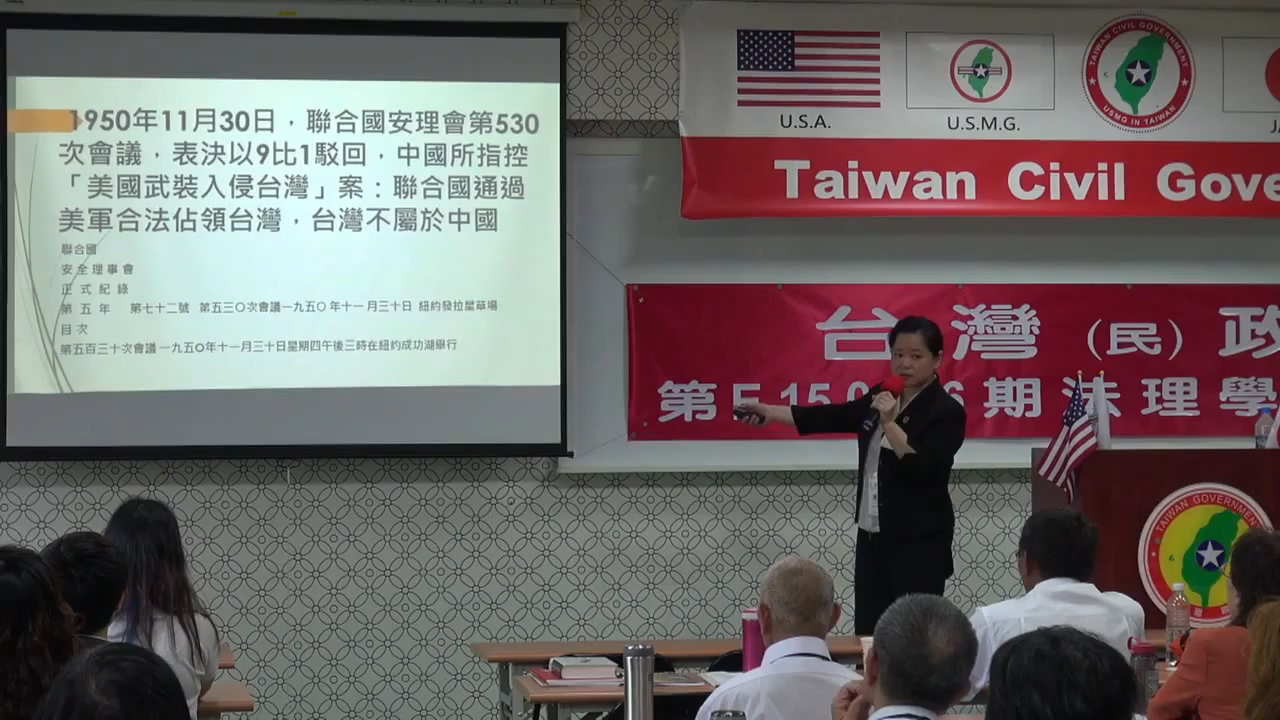 1950年11月30日，聯合國安理會第530
次會議，表決以9比1駁回，中國所指控
「美國武裝入侵台灣」案：聯合國通過
美軍合法佔領台灣，台灣不屬於中國
聯合國
安全理事會
正式紀錄
第五年 第七十二號 第五三〇次會議一九五〇年十一月三十日 紐約發拉星草場
目次
第五百三十次會議一九五〇年十一月三十日星期四午後三時在紐約成功湖舉行
U.S.A.
U.S.M.G.
TAIWAN CIVIL GOVERNMENT
USMG IN TAIWAN
Taiwan Civil Gove
台灣（民）政
期法理學
TAIWAN GOVERNMENT